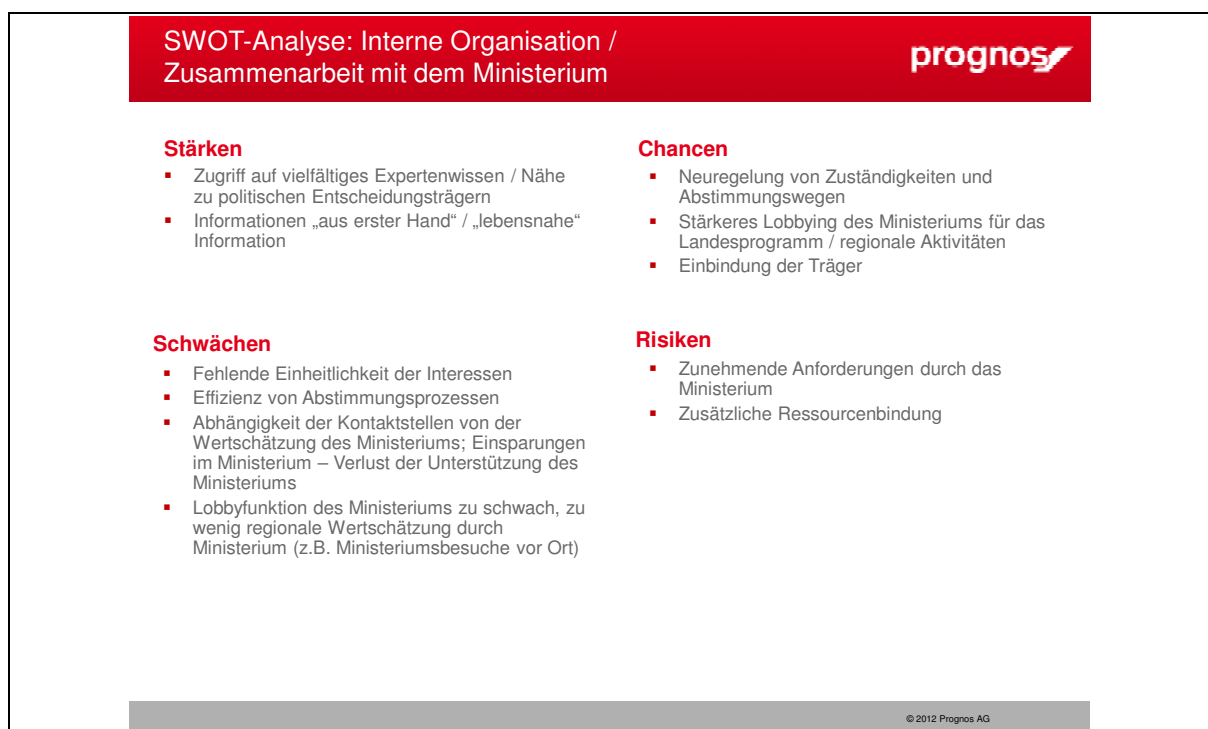 SWOT-Analyse: Interne Organisation /
Zusammenarbeit mit dem Ministerium
prognos
Stärken
▪ Zugriff auf vielfältiges Expertenwissen / Nähe
zu politischen Entscheidungsträgern
▪ Informationen „aus erster Hand“ / „lebensnahe“
Information
Chancen
▪ Neuregelung von Zuständigkeiten und
Abstimmungswegen
▪ Stärkeres Lobbying des Ministeriums für das
Landesprogramm / regionale Aktivitäten
▪ Einbindung der Träger
Schwächen
▪ Fehlende Einheitlichkeit der Interessen
▪ Effizienz von Abstimmungsprozessen
▪ Abhängigkeit der Kontaktstellen von der
Wertschätzung des Ministeriums; Einsparungen
im Ministerium – Verlust der Unterstützung des
Ministeriums
▪ Lobbyfunktion des Ministeriums zu schwach, zu
wenig regionale Wertschätzung durch
Ministerium (z.B. Ministeriumsbesuche vor Ort)
Risiken
▪ Zunehmende Anforderungen durch das
Ministerium
▪ Zusätzliche Ressourcenbindung
© 2012 Prognos AG